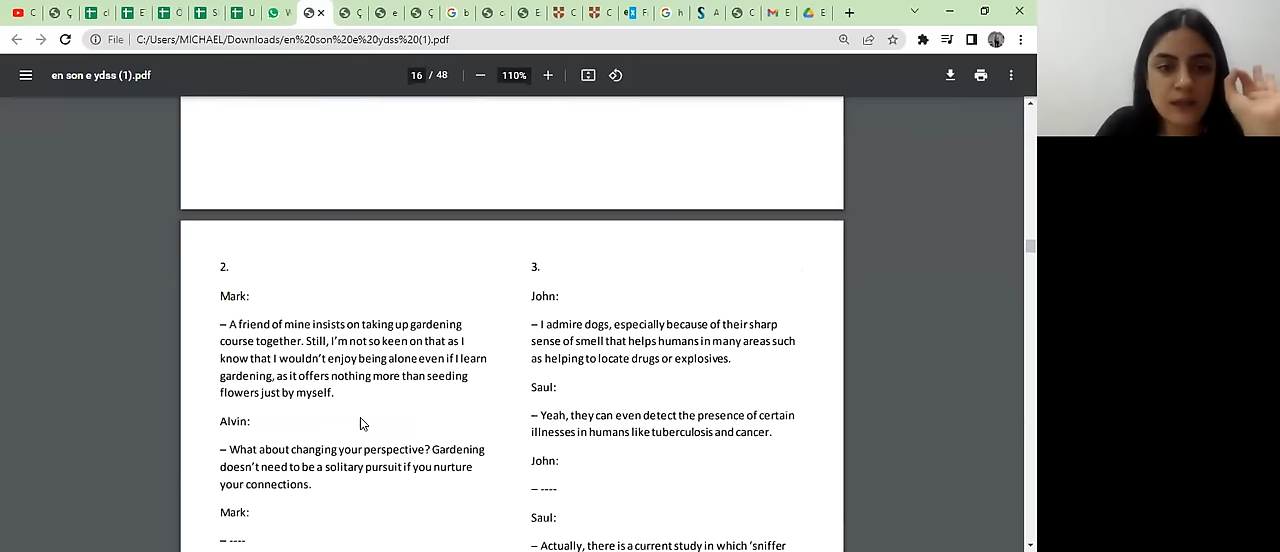 C
Ç
E
Ö
S
U
V
×
Ç
e
Ç
b
c
E
C
C
F
h
A
C
E
E
File
C:/Users/MICHAEL/Downloads/en%20son%20e%20ydss%20(1).pdf
en son e ydss (1).pdf
16 / 48
110%
2.
Mark:
– A friend of mine insists on taking up gardening
course together. Still, I'm not so keen on that as I
know that I wouldn't enjoy being alone even if I learn
gardening, as it offers nothing more than seeding
flowers just by myself.
Alvin:
– What about changing your perspective? Gardening
doesn't need to be a solitary pursuit if you nurture
your connections.
Mark:
– ----
3.
John:
– I admire dogs, especially because of their sharp
sense of smell that helps humans in many areas such
as helping to locate drugs or explosives.
Saul:
– Yeah, they can even detect the presence of certain
illnesses in humans like tuberculosis and cancer.
John:
– ----
Saul:
– Actually, there is a current study in which 'sniffer